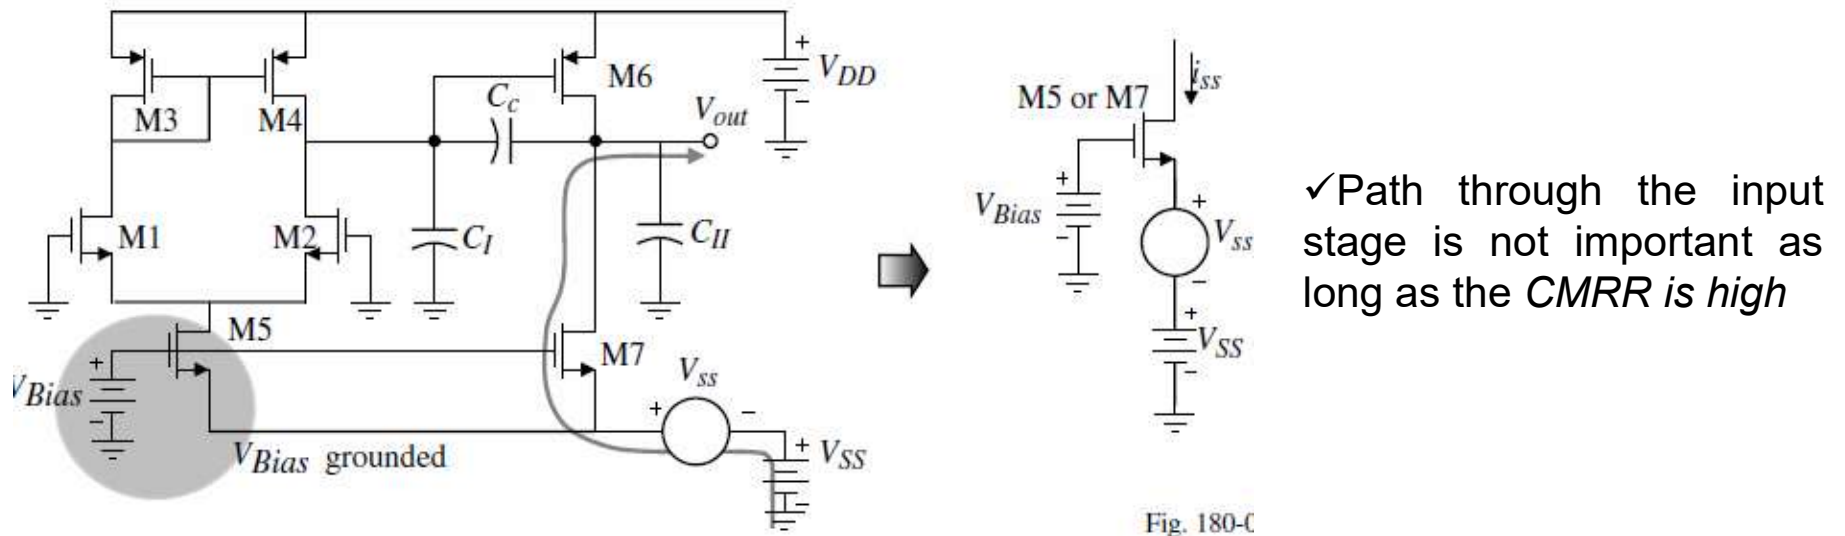 M3
M4
M6
C_c
V_out
V_DD
M1
M2
C_I
C_II
M5
M7
V_Bias
V_Bias grounded
V_ss
V_SS
+
-
+
-
+
-
+
-
M5 or M7
i_ss
V_Bias
V_ss
V_SS
+
-
+
-
+
-
✓Path through the input
stage is not important as
long as the CMRR is high
Fig. 180-